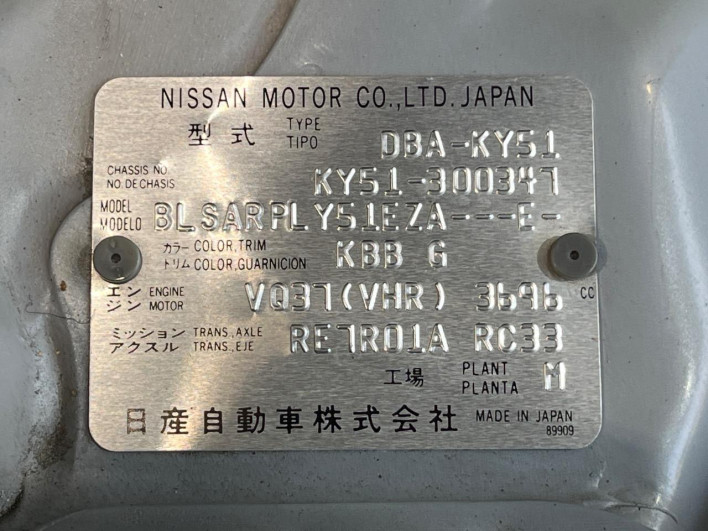 NISSAN MOTOR CO.,LTD. JAPAN
型式 TYPE TIPO DBA-KY51
CHASSIS NO. NO. DE CHASIS KY51-300347
MODEL MODELO BLSARPLY51EZA---E-
カラー COLOR,TRIM トリム COLOR,GUARNICION KBB G
エンジン ENGINE MOTOR VQ37(VHR) 3696 CC
ミッション TRANS.,AXLE アクスル TRANS.,EJE RE7R01A RC33
工場 PLANT PLANTA M
日産自動車株式会社 MADE IN JAPAN
89909